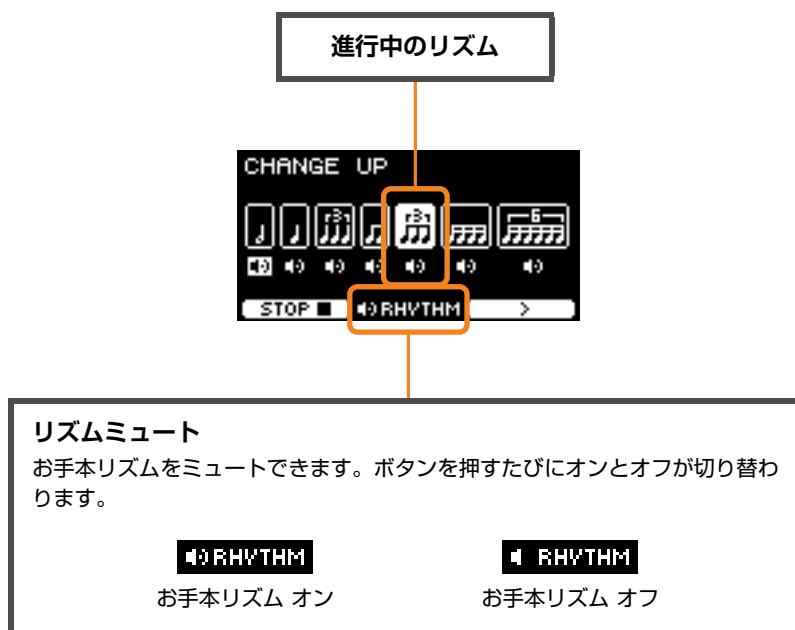 進行中のリズム
CHANGE UP
3 3 6
STOP ■ RHYTHM >
リズムミュート
お手本リズムをミュートできます。ボタンを押すたびにオンとオフが切り替わ
ります。
RHYTHM RHYTHM
お手本リズム オン お手本リズム オフ